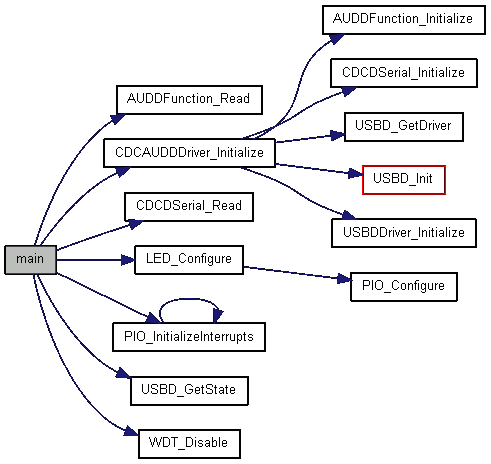 main
AUDDFunction_Read
CDCAUDDDriver_Initialize
CDCDSerial_Read
LED_Configure
PIO_InitializeInterrupts
USBD_GetState
WDT_Disable
AUDDFunction_Initialize
CDCDSerial_Initialize
USBD_GetDriver
USBD_Init
USBDDriver_Initialize
PIO_Configure